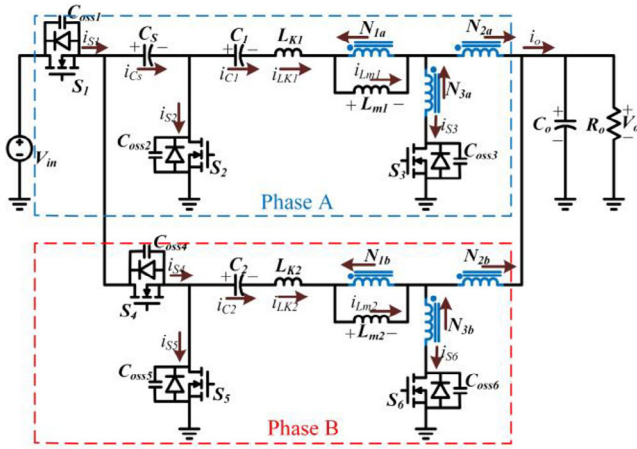 Coss1
iS1
S1
CS
iCs
C1
iC1
LK1
iLK1
N1a
iLm1
+ Lm1 −
N2a
io
N3a
iS3
iS2
Coss2
S2
S3
Coss3
Vin
Co
Ro
Vo
Phase A
Coss4
iS4
S4
C2
iC2
LK2
iLK2
N1b
iLm2
+Lm2−
N2b
N3b
iS6
iS5
Coss5
S5
S6
Coss6
Phase B